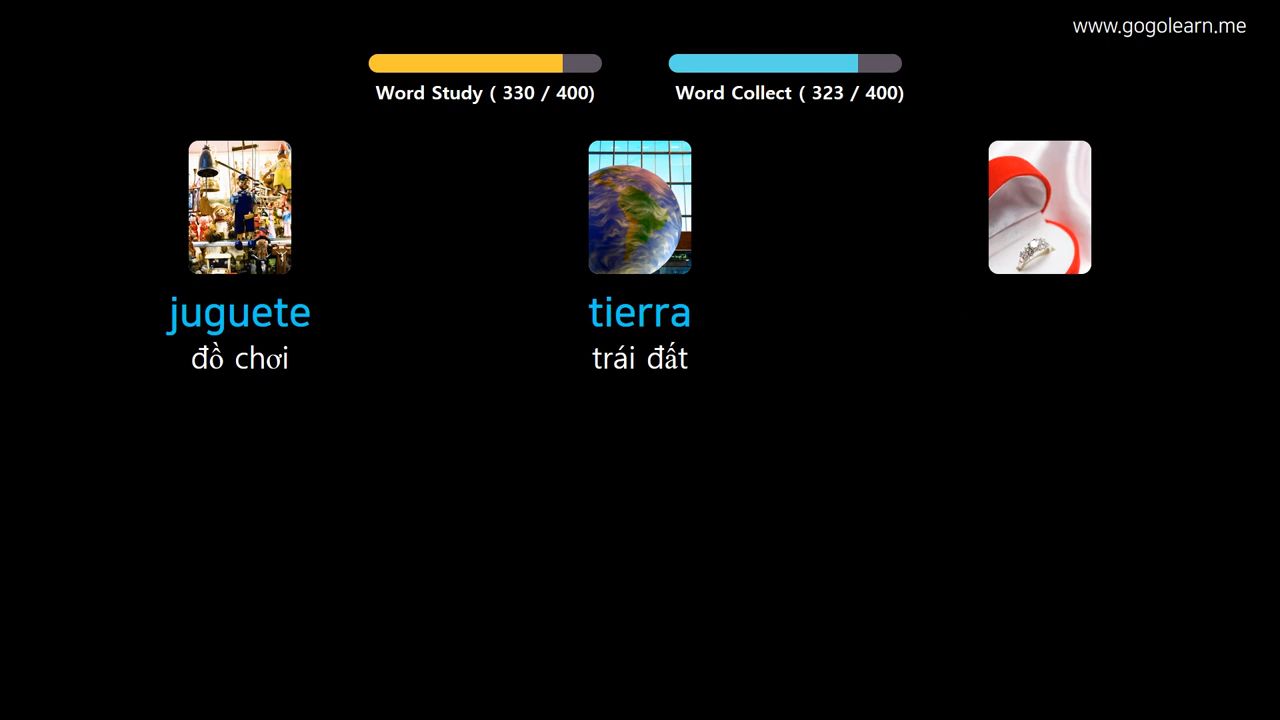 www.gogolearn.me
Word Study ( 330 / 400)
Word Collect ( 323 / 400)
juguete
đồ chơi
tierra
trái đất